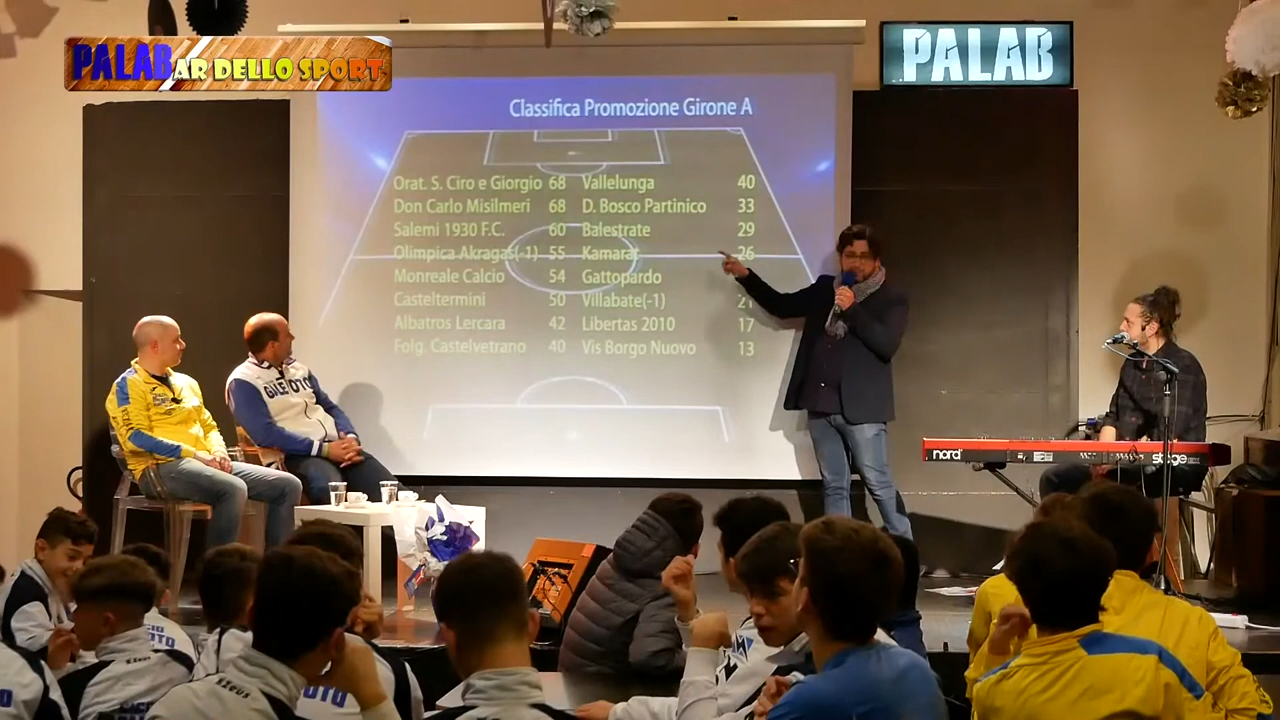 PALABAR DELLO SPORT
PALAB
Classifica Promozione Girone A
Orat. S. Ciro e Giorgio 68 Vallelunga 40
Don Carlo Misilmeri 68 D. Bosco Partinico 33
Salemi 1930 F.C. 60 Balestrate 29
Olimpica Akragas(-1) 55 Kamarat 26
Monreale Calcio 54 Gattopardo
Casteltermini 50 Villabate(-1) 21
Albatros Lercara 42 Libertas 2010 17
Folg. Castelvetrano 40 Vis Borgo Nuovo 13
nord stage
Zeus